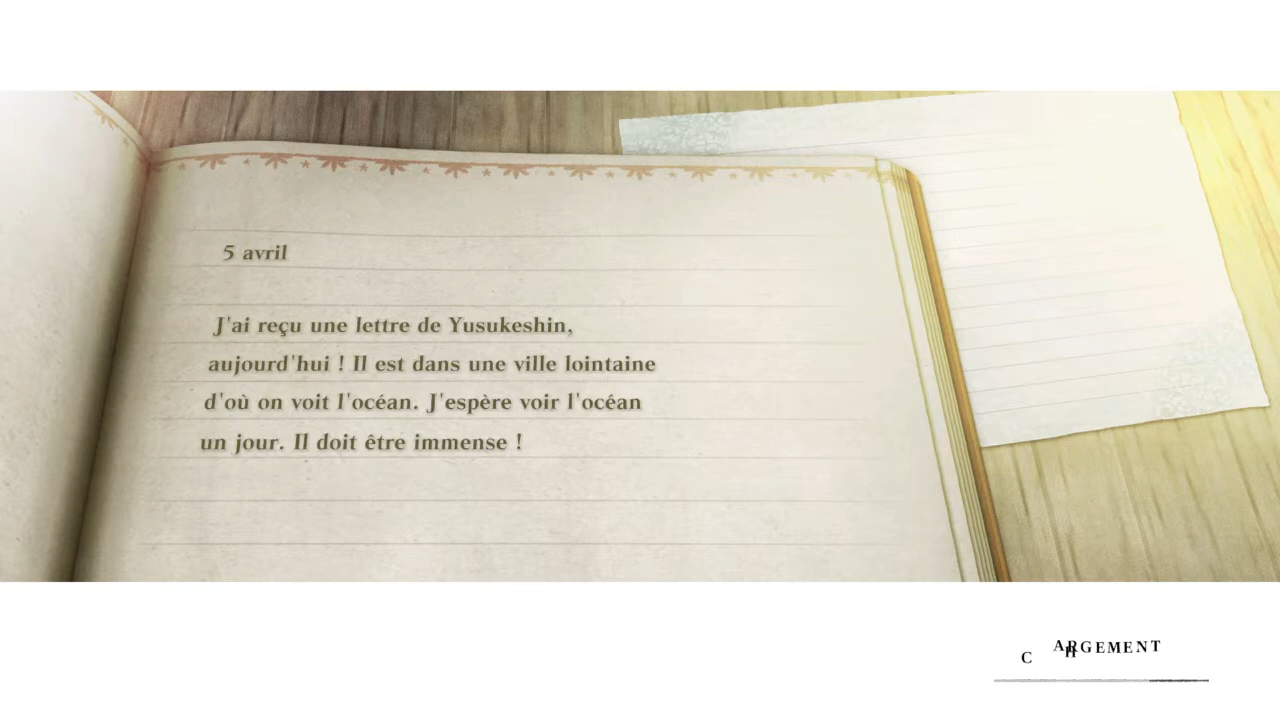 5 avril
J'ai reçu une lettre de Yusukeshin,
aujourd'hui ! Il est dans une ville lointaine
d'où on voit l'océan. J'espère voir l'océan
un jour. Il doit être immense !
CHARGEMENT